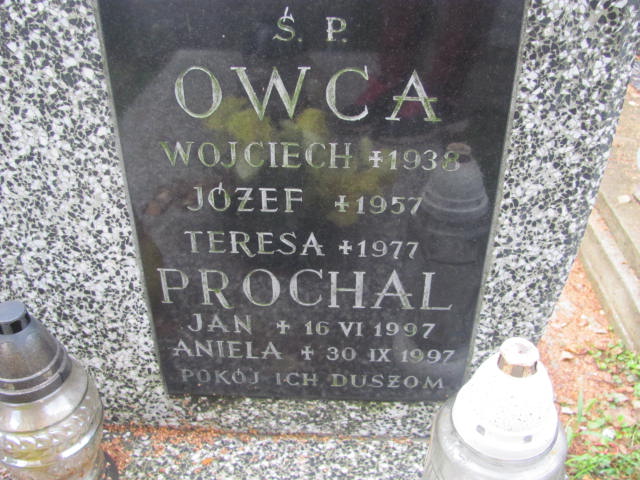 Ś. P.
OWCA
WOJCIECH +1938
JÓZEF +1957
TERESA +1977
PROCHAL
JAN + 16 VI 1997
ANIELA + 30 IX 1997
POKÓJ ICH DUSZOM